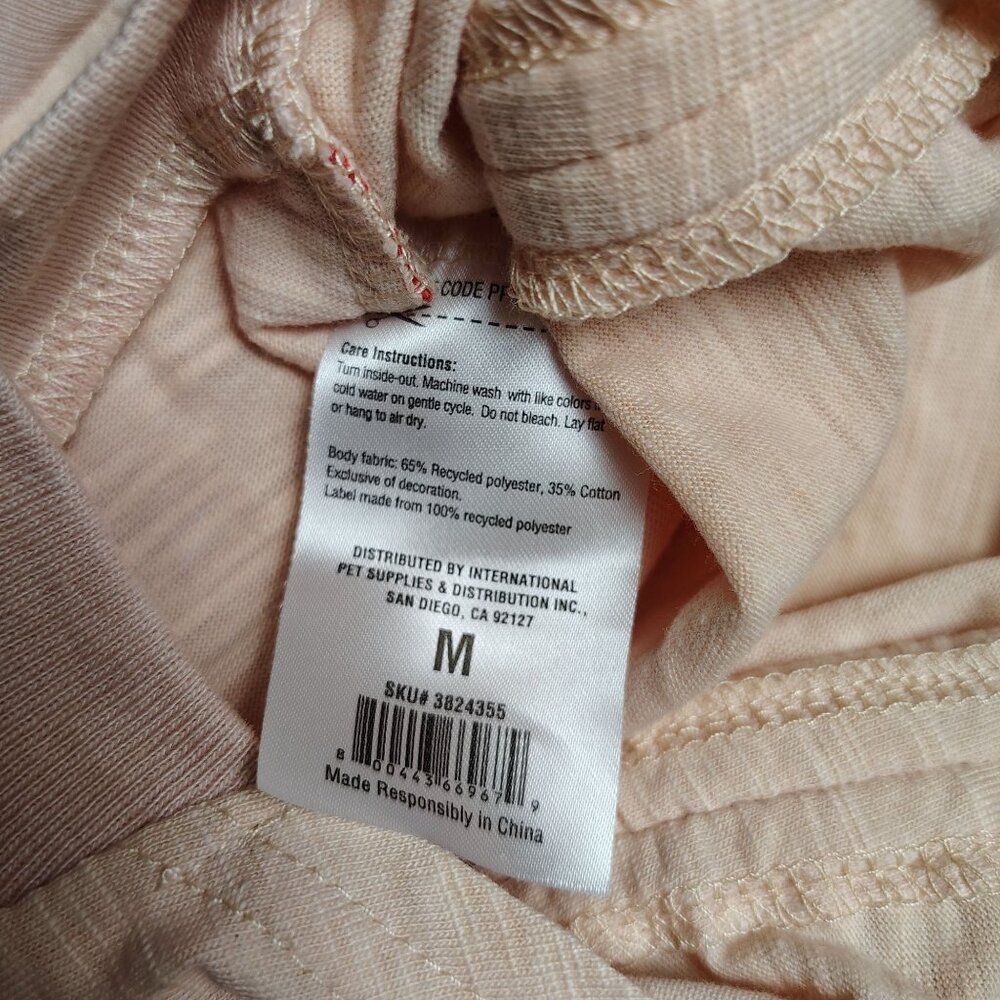 CODE
Care Instructions:
Turn inside-out. Machine wash with like colors
cold water on gentle cycle. Do not bleach. Lay flat
or hang to air dry.
Body fabric: 65% Recycled polyester, 35% Cotton
Exclusive of decoration.
Label made from 100% recycled polyester
DISTRIBUTED BY INTERNATIONAL
PET SUPPLIES & DISTRIBUTION INC.,
SAN DIEGO, CA 92127
M
SKU# 3824355
8 00443 66967 9
Made Responsibly in China